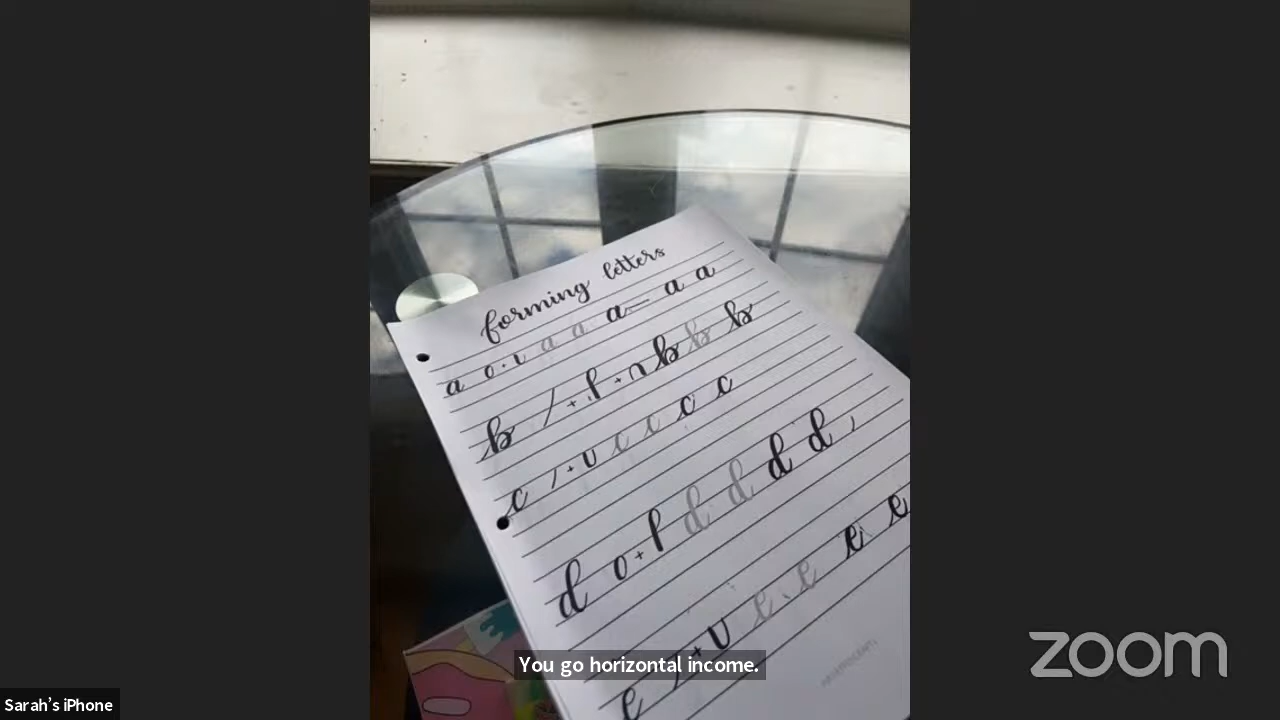 forming letters
a o + ι a a a a a
b / + l + n b b b
c / + υ c c c c
d o + l d d d d
e / + υ e e e e
You go horizontal income.
Sarah's iPhone
zoom